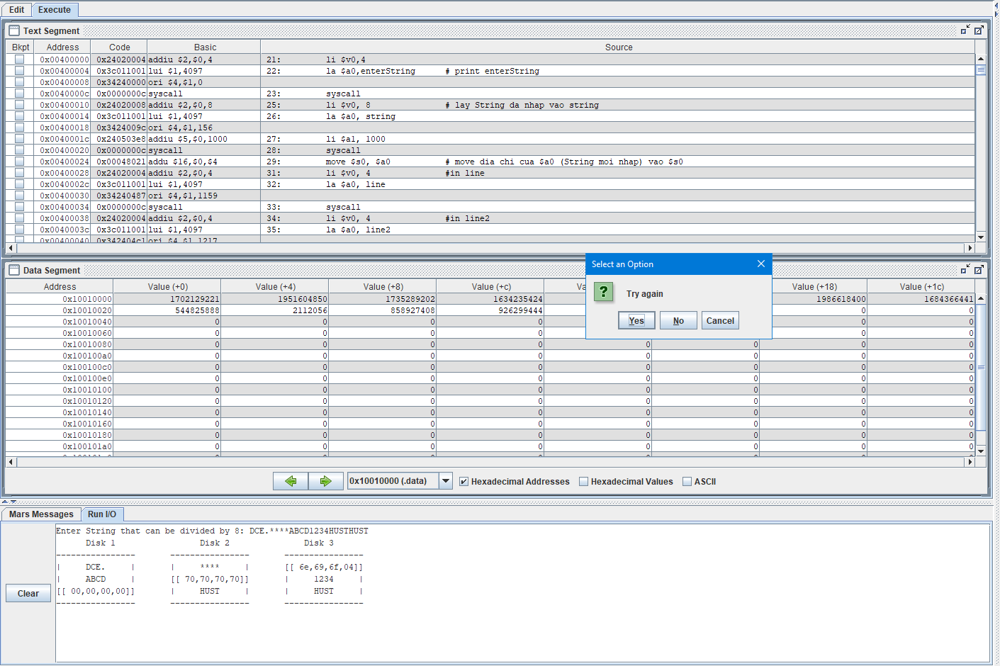 Edit Execute
Text Segment
Bkpt Address Code Basic Source
0x00400000 0x24020004 addiu $2,$0,4 21: li $v0,4
0x00400004 0x3c011001 lui $1,4097 22: la $a0,enterString # print enterString
0x00400008 0x34240000 ori $4,$1,0
0x0040000c 0x0000000c syscall 23: syscall
0x00400010 0x24020008 addiu $2,$0,8 25: li $v0, 8 # lay String da nhap vao string
0x00400014 0x3c011001 lui $1,4097 26: la $a0, string
0x00400018 0x3424009c ori $4,$1,156
0x0040001c 0x240503e8 addiu $5,$0,1000 27: li $a1, 1000
0x00400020 0x0000000c syscall 28: syscall
0x00400024 0x00048021 addu $16,$0,$4 29: move $s0, $a0 # move dia chi cua $a0 (String moi nhap) vao $s0
0x00400028 0x24020004 addiu $2,$0,4 31: li $v0, 4 #in line
0x0040002c 0x3c011001 lui $1,4097 32: la $a0, line
0x00400030 0x34240487 ori $4,$1,1159
0x00400034 0x0000000c syscall 33: syscall
0x00400038 0x24020004 addiu $2,$0,4 34: li $v0, 4 #in line2
0x0040003c 0x3c011001 lui $1,4097 35: la $a0, line2
0x00400040 0x342404c1 ori $4,$1,1217
Data Segment
Address Value (+0) Value (+4) Value (+8) Value (+c) Value (+18) Value (+1c)
0x10010000 1702129221 1951604850 1735289202 1634235424 1986618400 1684366441
0x10010020 544825888 2112056 858927408 926299444 0 0
0x10010040 0 0 0 0 0 0
0x10010060 0 0 0 0 0 0
0x10010080 0 0 0 0 0 0 0 0
0x100100a0 0 0 0 0 0 0 0 0
0x100100c0 0 0 0 0 0 0 0 0
0x100100e0 0 0 0 0 0 0 0 0
0x10010100 0 0 0 0 0 0 0 0
0x10010120 0 0 0 0 0 0 0 0
0x10010140 0 0 0 0 0 0 0 0
0x10010160 0 0 0 0 0 0 0 0
0x10010180 0 0 0 0 0 0 0 0
0x100101a0 0 0 0 0 0 0 0 0
Select an Option
Try again
Yes No Cancel
0x10010000 (.data) Hexadecimal Addresses Hexadecimal Values ASCII
Mars Messages Run I/O
Clear
Enter String that can be divided by 8: DCE.****ABCD1234HUSTHUST
Disk 1 Disk 2 Disk 3
---------------- ---------------- ----------------
| DCE. | | **** | [[ 6e,69,6f,04]]
| ABCD | [[ 70,70,70,70]] | 1234 |
[[ 00,00,00,00]] | HUST | | HUST |
---------------- ---------------- ----------------